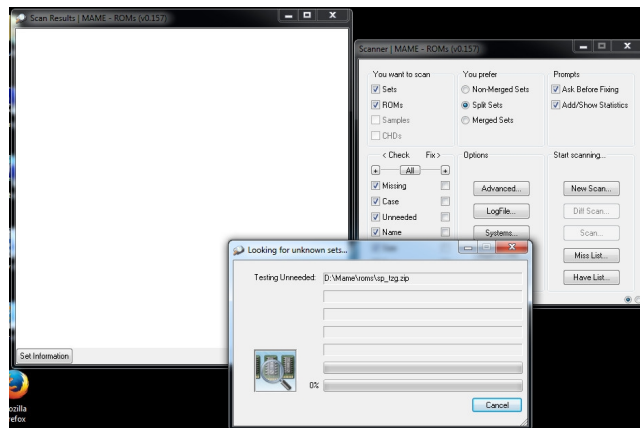 Scan Results | MAME - ROMs (v0.157)
Scanner | MAME - ROMs (v0.157)
You want to scan
You prefer
Prompts
Sets
Non-Merged Sets
Ask Before Fixing
ROMs
Split Sets
Add/Show Statistics
Samples
Merged Sets
CHDs
< Check
Fix >
Options
Start scanning...
+
All
+
Missing
Advanced...
New Scan...
Case
Unneeded
LogFile...
Diff Scan...
Name
Systems...
Scan...
Miss List...
Have List...
Looking for unknown sets...
Testing Unneeded:
D:\Mame\roms\sp_tzg.zip
0%
Cancel
Set Information
ozilla
refox